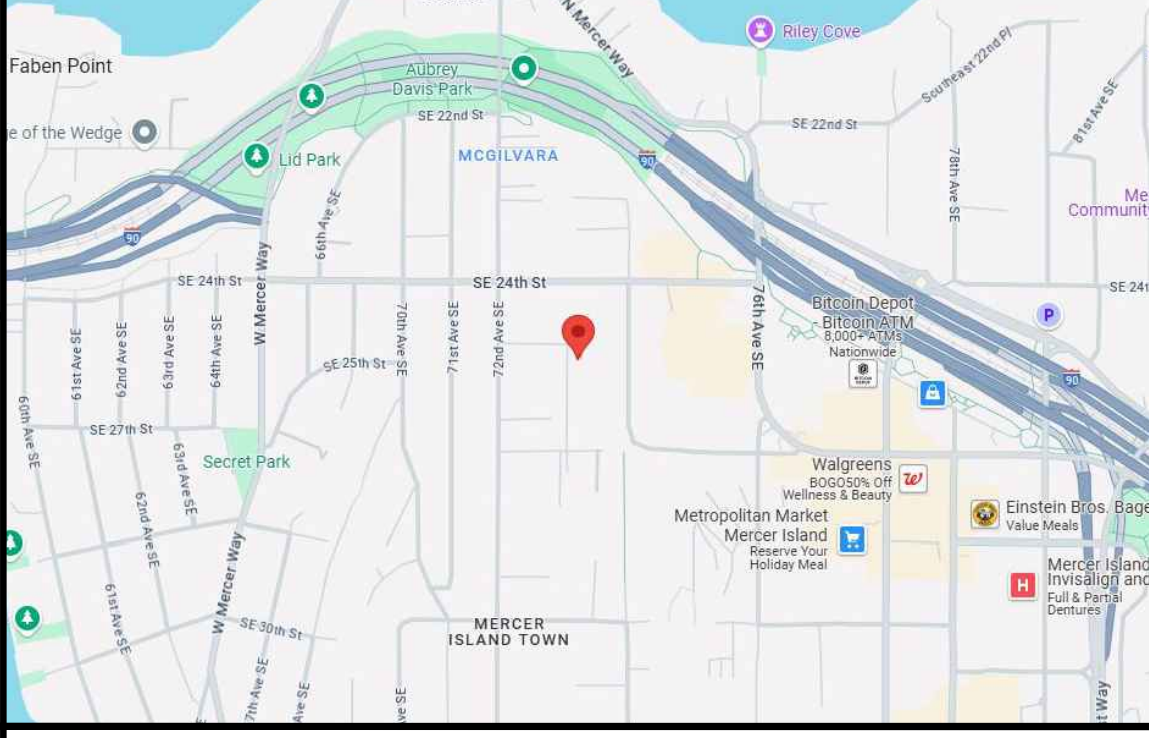 N Mercer Way
Riley Cove
Faben Point
Aubrey
Davis Park
Southeast 22nd Pl
81st Ave SE
SE 22nd St
SE 22nd St
e of the Wedge
MCGILVARA
Lid Park
90
78th Ave SE
Me
Community
66th Ave SE
90
W Mercer Way
SE 24th St
SE 24th St
76th Ave SE
SE 24t
Bitcoin Depot
- Bitcoin ATM
8,000+ ATMs
Nationwide
P
61st Ave SE
62nd Ave SE
63rd Ave SE
64th Ave SE
70th Ave SE
71st Ave SE
72nd Ave SE
SE 25th St
90
60th Ave SE
SE 27th St
63rd Ave SE
Secret Park
Walgreens
BOGO50% Off
Wellness & Beauty
W
62nd Ave SE
Metropolitan Market
Mercer Island
Reserve Your
Holiday Meal
Einstein Bros. Bage
Value Meals
W Mercer Way
H
Mercer Island
Invisalign and
Full & Partial
Dentures
61st Ave SE
SE 30th St
MERCER
ISLAND TOWN
7th Ave SE
Ave SE
ve SE
t Way